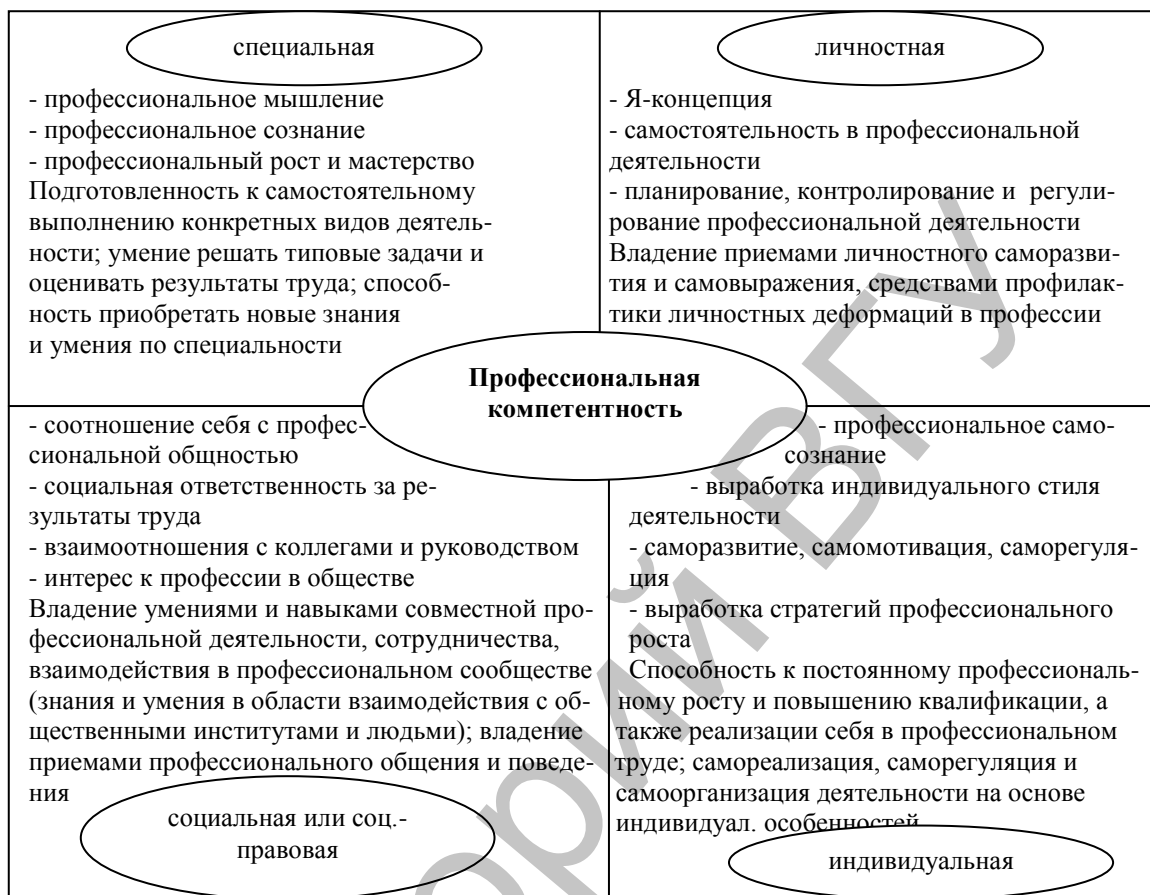 специальная
- профессиональное мышление
- профессиональное сознание
- профессиональный рост и мастерство
Подготовленность к самостоятельному
выполнению конкретных видов деятель-
ности; умение решать типовые задачи и
оценивать результаты труда; способ-
ность приобретать новые знания
и умения по специальности
личностная
- Я-концепция
- самостоятельность в профессиональной
деятельности
- планирование, контролирование и регули-
рование профессиональной деятельности
Владение приемами личностного саморазви-
тия и самовыражения, средствами профилак-
тики личностных деформаций в профессии
Профессиональная
компетентность
- соотношение себя с профес-
сиональной общностью
- социальная ответственность за ре-
зультаты труда
- взаимоотношения с коллегами и руководством
- интерес к профессии в обществе
Владение умениями и навыками совместной про-
фессиональной деятельности, сотрудничества,
взаимодействия в профессиональном сообществе
(знания и умения в области взаимодействия с об-
щественными институтами и людьми); владение
приемами профессионального общения и поведе-
ния
социальная или соц.-
правовая
- профессиональное само-
сознание
- выработка индивидуального стиля
деятельности
- саморазвитие, самомотивация, саморегуля-
ция
- выработка стратегий профессионального
роста
Способность к постоянному профессиональ-
ному росту и повышению квалификации, а
также реализации себя в профессиональном
труде; самореализация, саморегуляция и
самоорганизация деятельности на основе
индивидуал. особенностей
индивидуальная
орий ВГУ